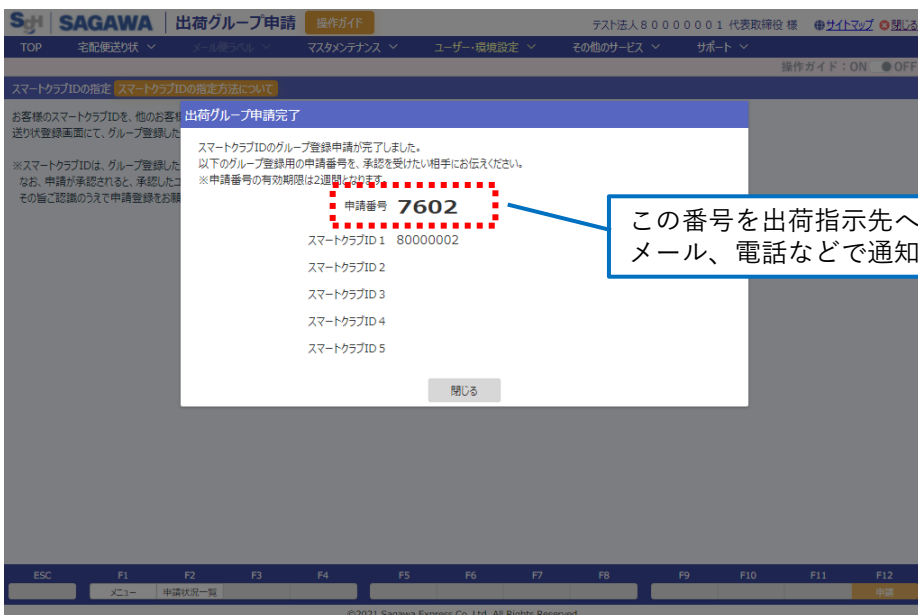 SGH SAGAWA 出荷グループ申請 操作ガイド テスト法人８００００００１ 代表取締役 様 サイトマップ 閉じる
TOP 宅配便送り状 メール便ラベル マスタメンテナンス ユーザー・環境設定 その他のサービス サポート
操作ガイド：ON OFF
スマートクラブIDの指定 スマートクラブIDの指定方法について
お客様のスマートクラブIDを、他のお客様
送り状登録画面にて、グループ登録した
※スマートクラブIDは、グループ登録した
なお、申請が承認されると、承認したユ
その旨ご認識のうえで申請登録をお願
出荷グループ申請完了
スマートクラブIDのグループ登録申請が完了しました。
以下のグループ登録用の申請番号を、承認を受けたい相手にお伝えください。
※申請番号の有効期限は2週間となります。
申請番号 7602
スマートクラブID 1 80000002
スマートクラブID 2
スマートクラブID 3
スマートクラブID 4
スマートクラブID 5
閉じる
この番号を出荷指示先へ
メール、電話などで通知
ESC F1 F2 F3 F4 F5 F6 F7 F8 F9 F10 F11 F12
メニュー 申請状況一覧 申請
©2021 Sagawa Express Co.,Ltd. All Rights Reserved.